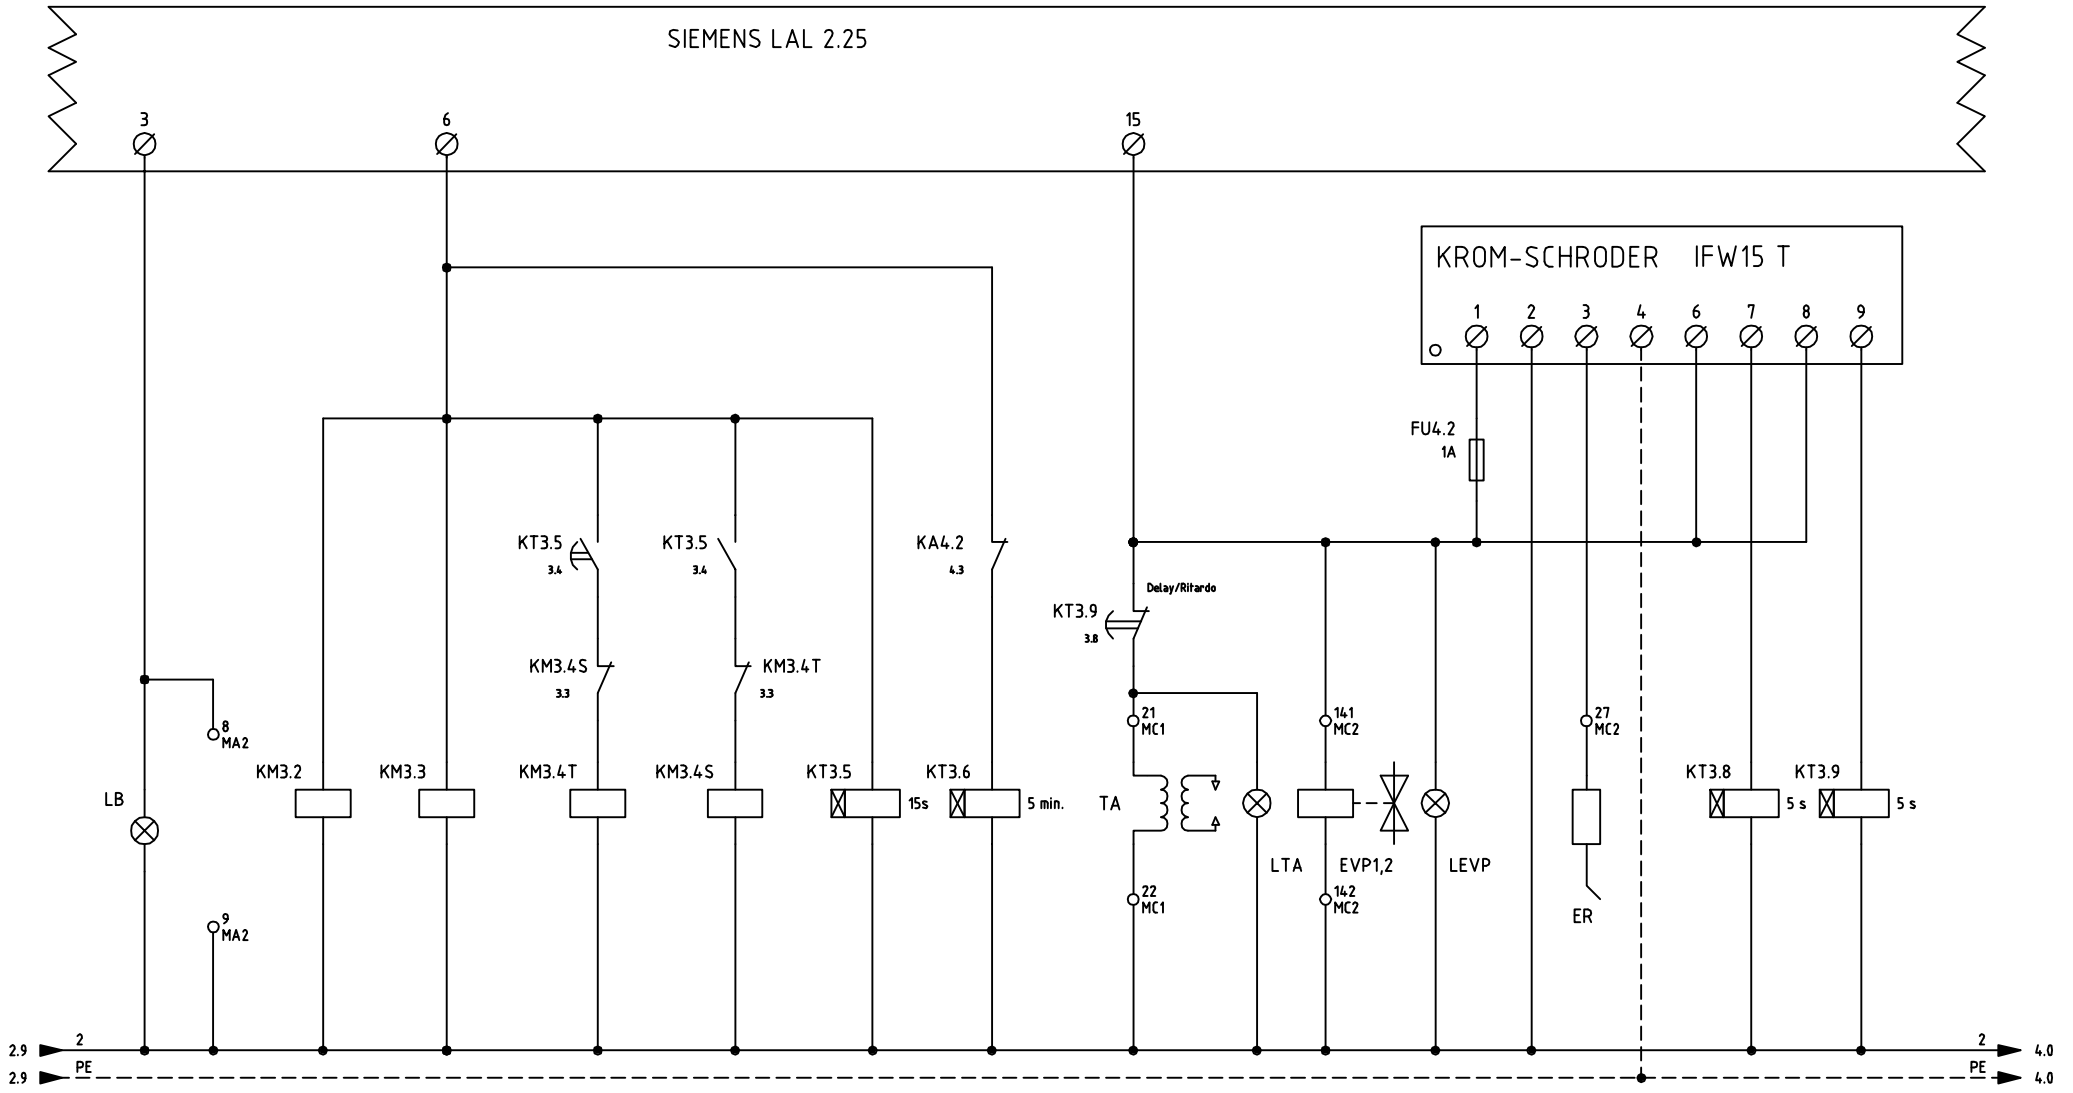 SIEMENS LAL 2.25
3
6
15
KROM-SCHRODER IFW15 T
1 2 3 4 6 7 8 9
FU4.2
1A
KT3.5
3.4
KT3.5
3.4
KA4.2
4.3
Delay/Ritardo
KT3.9
3.8
KM3.4S
3.3
KM3.4T
3.3
21
MC1
141
MC2
27
MC2
8
MA2
KM3.2
KM3.3
KM3.4T
KM3.4S
KT3.5
15s
KT3.6
5 min.
KT3.8
5 s
KT3.9
5 s
LB
TA
LTA
EVP1,2
LEVP
22
MC1
142
MC2
ER
9
MA2
2.9
2
2
4.0
2.9
PE
PE
4.0